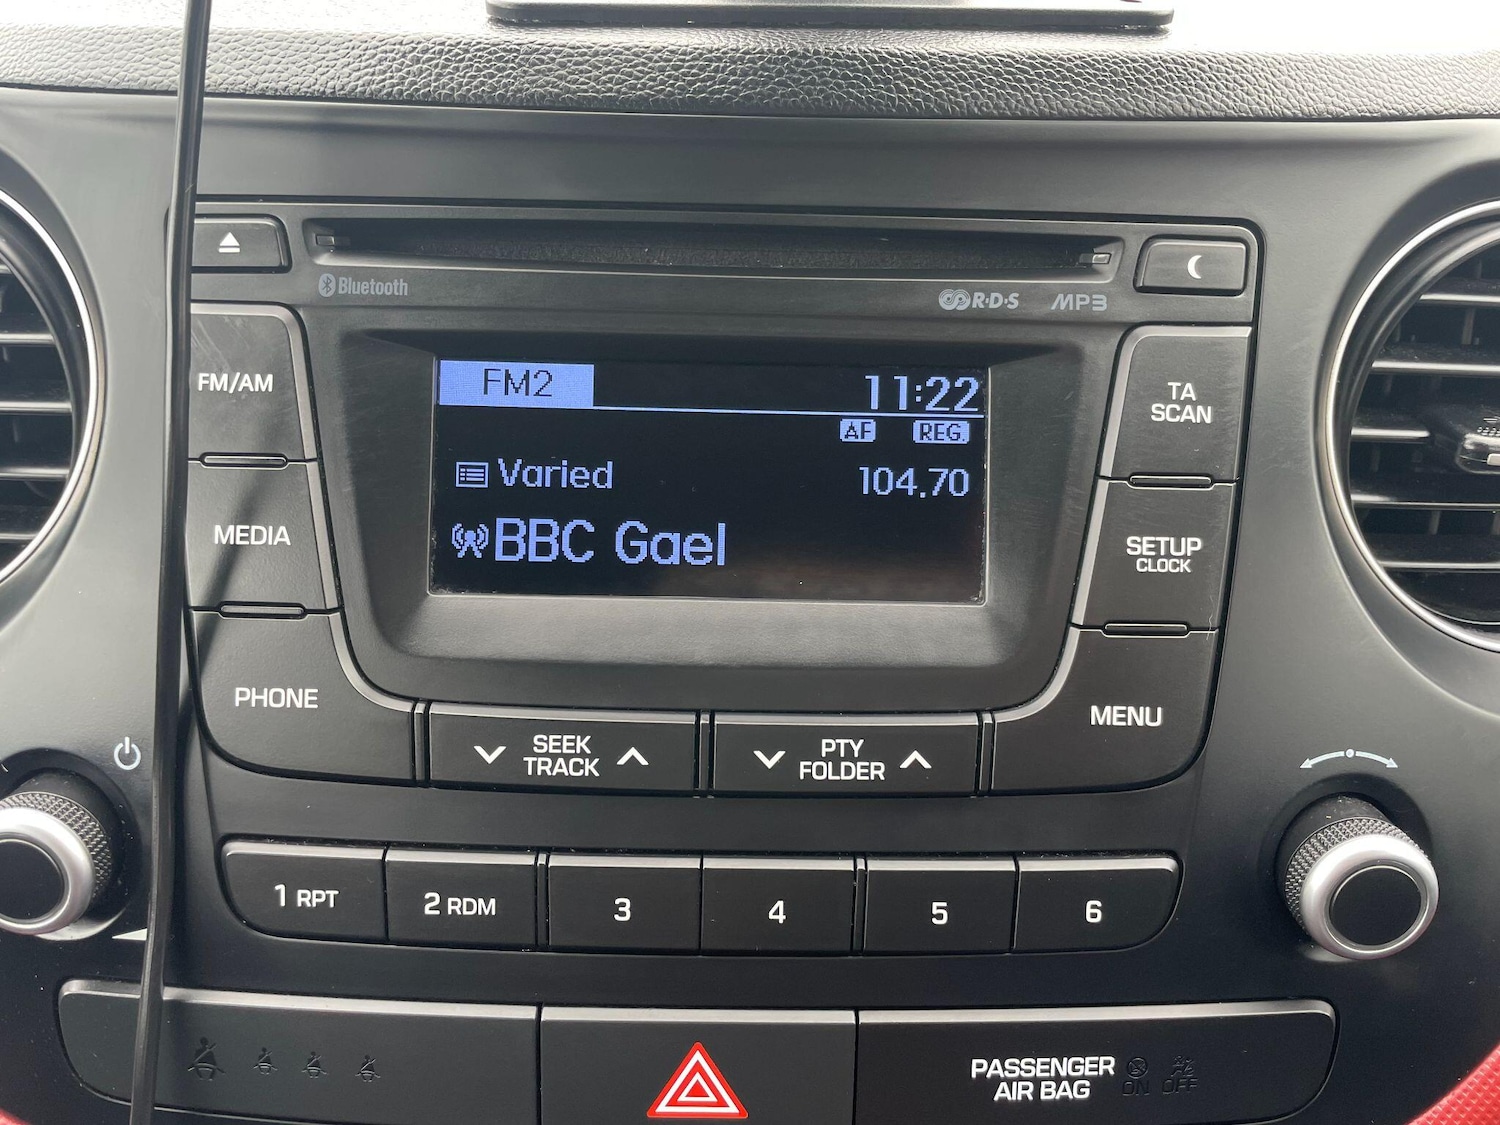 Bluetooth
R·D·S MP3
FM/AM
MEDIA
PHONE
FM2 11:22
AF REG.
Varied 104.70
BBC Gael
TA
SCAN
SETUP
CLOCK
MENU
SEEK
TRACK
PTY
FOLDER
1 RPT
2 RDM
3
4
5
6
PASSENGER
AIR BAG
ON OFF